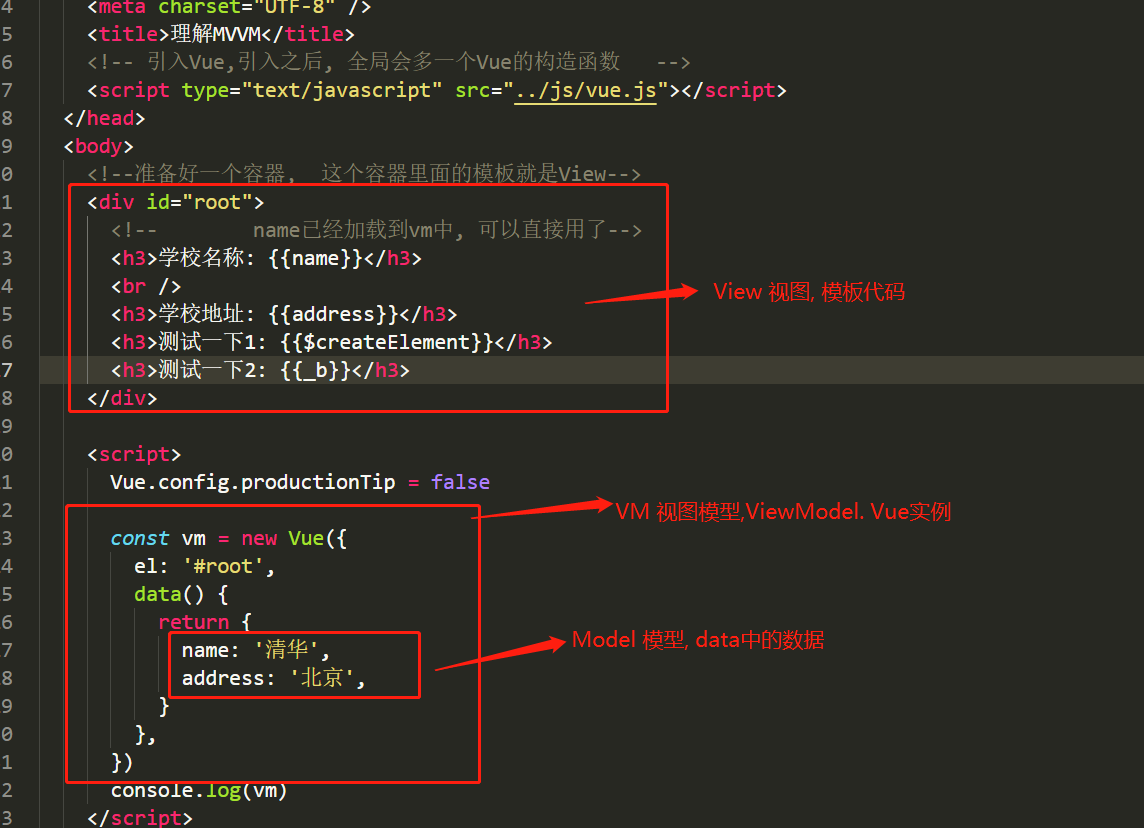 4 <meta charset="UTF-8" />
5 <title>理解MVVM</title>
6 <!-- 引入Vue,引入之后, 全局会多一个Vue的构造函数   -->
7 <script type="text/javascript" src="../js/vue.js"></script>
8 </head>
9 <body>
0 <!--准备好一个容器,  这个容器里面的模板就是View-->
1 <div id="root">
2 <!--        name已经加载到vm中, 可以直接用了-->
3 <h3>学校名称: {{name}}</h3>
4 <br />
View 视图, 模板代码
5 <h3>学校地址: {{address}}</h3>
6 <h3>测试一下1: {{$createElement}}</h3>
7 <h3>测试一下2: {{_b}}</h3>
8 </div>
9
0 <script>
1 Vue.config.productionTip = false
2
VM 视图模型,ViewModel. Vue实例
3 const vm = new Vue({
4 el: '#root',
5 data() {
6 return {
Model 模型, data中的数据
7 name: '清华',
8 address: '北京',
9 }
0 },
1 })
2 console.log(vm)
3 </script>